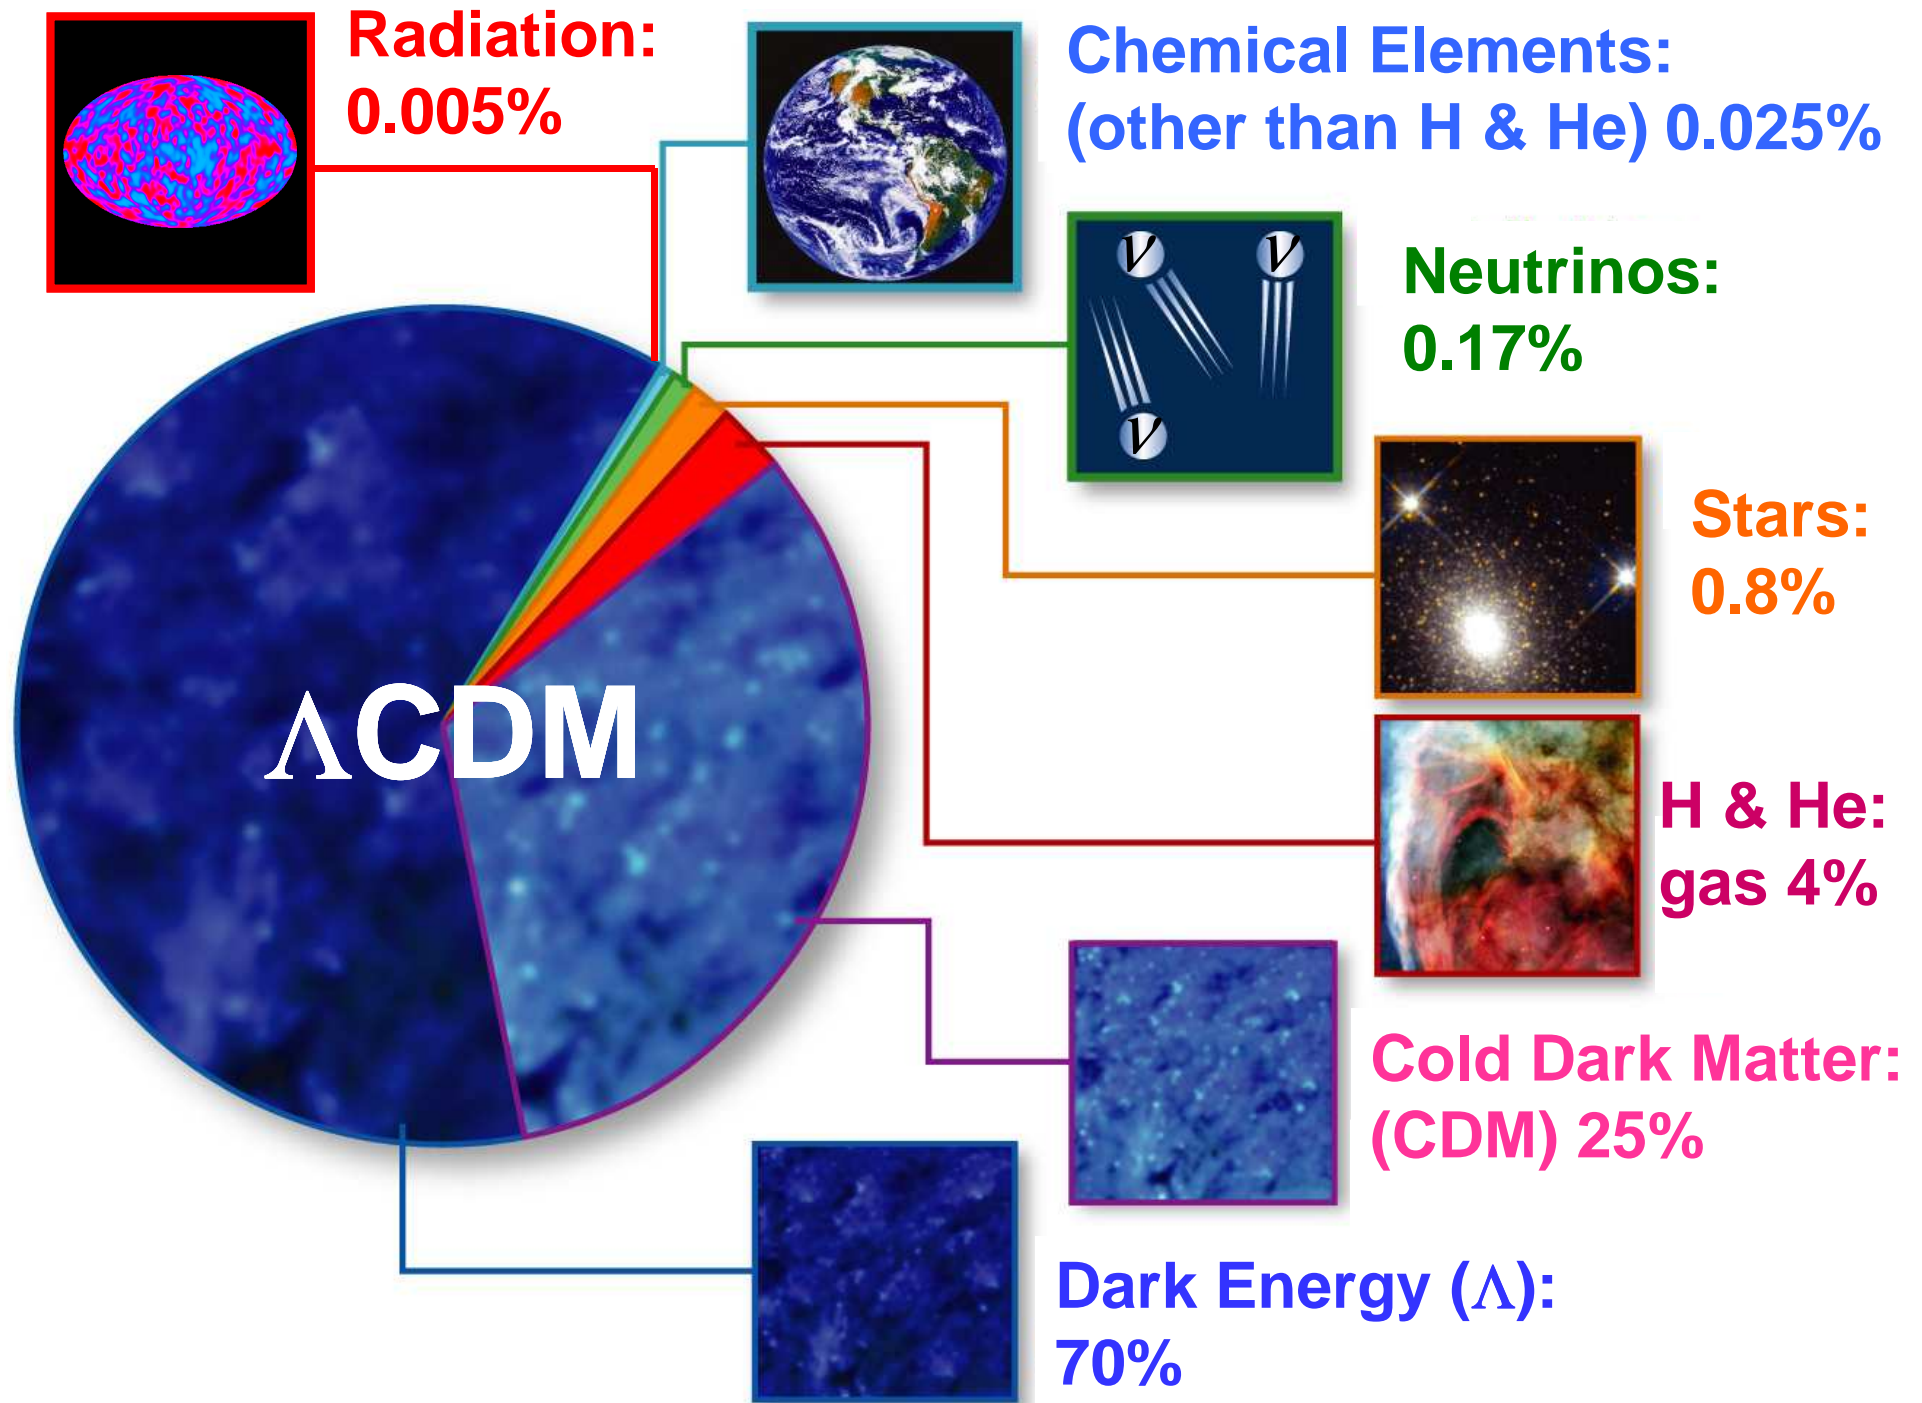 Radiation:
0.005%
Chemical Elements:
(other than H & He) 0.025%
ν
ν
ν
Neutrinos:
0.17%
Stars:
0.8%
ΛCDM
H & He:
gas 4%
Cold Dark Matter:
(CDM) 25%
Dark Energy (Λ):
70%